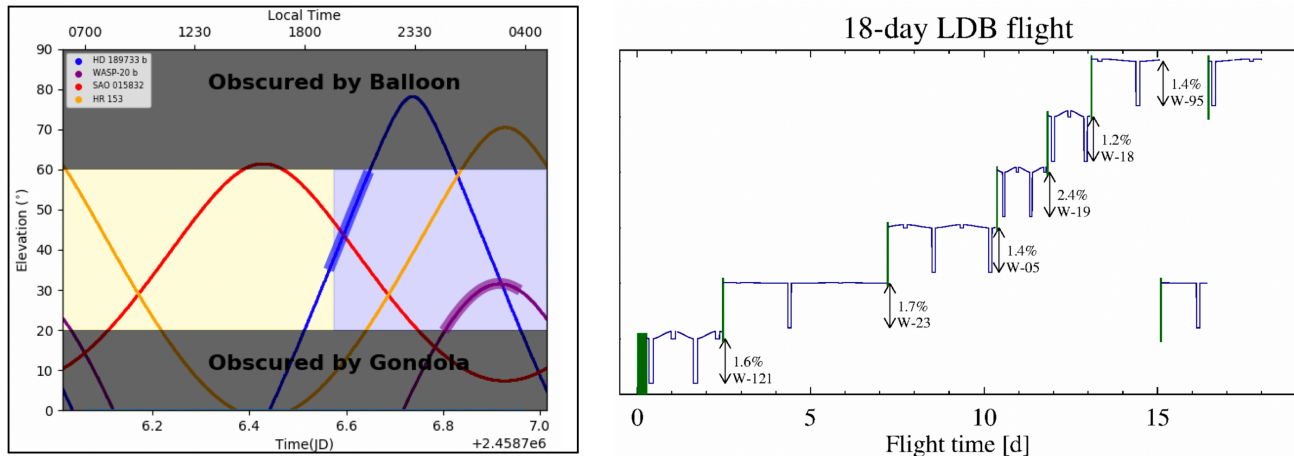 Local Time
0700 1230 1800 2330 0400
90
80
70
60
50
40
30
20
10
0
Elevation (°)
HD 189733 b
WASP-20 b
SAO 015832
HR 153
Obscured by Balloon
Obscured by Gondola
6.2 6.4 6.6 6.8 7.0
Time(JD)
+2.4587e6
18-day LDB flight
1.4%
W-95
1.2%
W-18
2.4%
W-19
1.4%
W-05
1.7%
W-23
1.6%
W-121
0 5 10 15
Flight time [d]